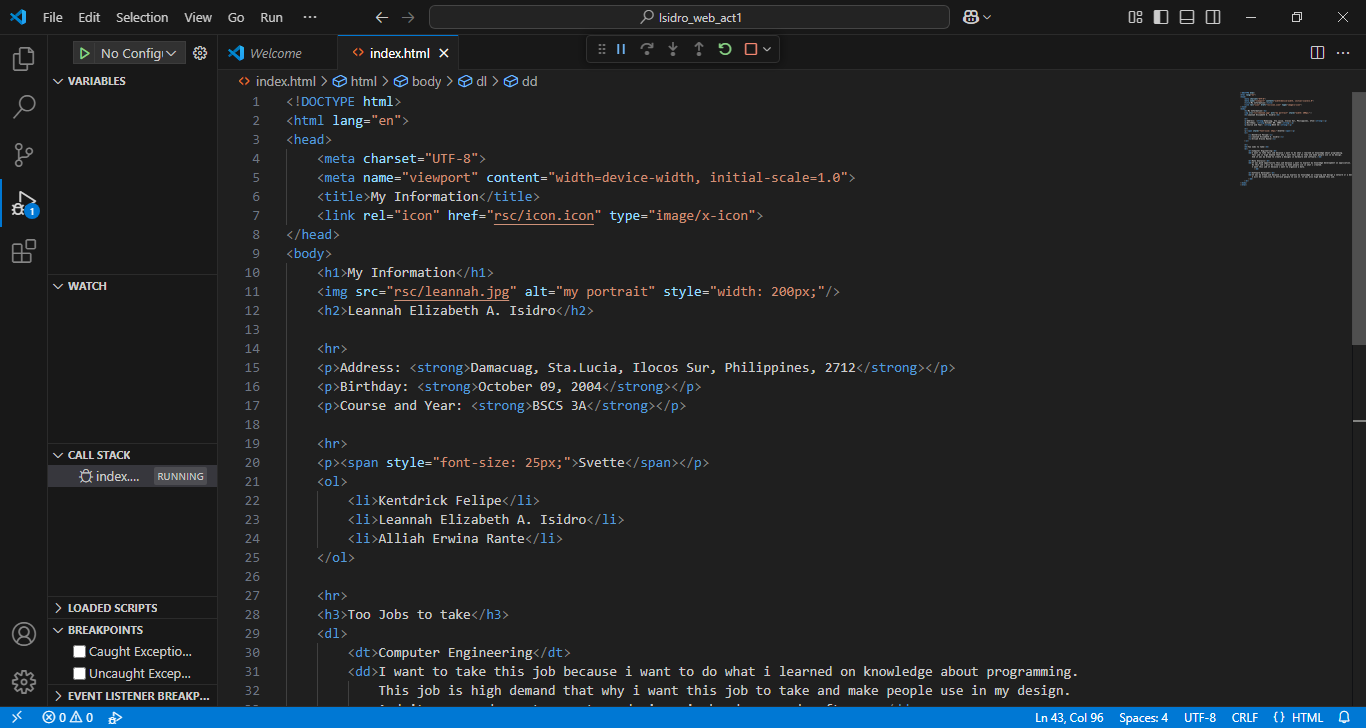 File Edit Selection View Go Run ··· Isidro_web_act1
No Config Welcome index.html
VARIABLES
index.html > html > body > dl > dd
1 <!DOCTYPE html>
2 <html lang="en">
3 <head>
4 <meta charset="UTF-8">
5 <meta name="viewport" content="width=device-width, initial-scale=1.0">
6 <title>My Information</title>
7 <link rel="icon" href="rsc/icon.icon" type="image/x-icon">
8 </head>
9 <body>
10 <h1>My Information</h1>
11 <img src="rsc/leannah.jpg" alt="my portrait" style="width: 200px;"/>
12 <h2>Leannah Elizabeth A. Isidro</h2>
13
14 <hr>
15 <p>Address: <strong>Damacuag, Sta.Lucia, Ilocos Sur, Philippines, 2712</strong></p>
16 <p>Birthday: <strong>October 09, 2004</strong></p>
17 <p>Course and Year: <strong>BSCS 3A</strong></p>
18
19 <hr>
20 <p><span style="font-size: 25px;">Svette</span></p>
21 <ol>
22 <li>Kentdrick Felipe</li>
23 <li>Leannah Elizabeth A. Isidro</li>
24 <li>Alliah Erwina Rante</li>
25 </ol>
26
27 <hr>
28 <h3>Too Jobs to take</h3>
29 <dl>
30 <dt>Computer Engineering</dt>
31 <dd>I want to take this job because i want to do what i learned on knowledge about programming.
32 This job is high demand that why i want this job to take and make people use in my design.
WATCH
CALL STACK
index.... RUNNING
LOADED SCRIPTS
BREAKPOINTS
Caught Exceptio...
Uncaught Excep...
EVENT LISTENER BREAKP...
1
0 0 Ln 43, Col 96 Spaces: 4 UTF-8 CRLF {} HTML